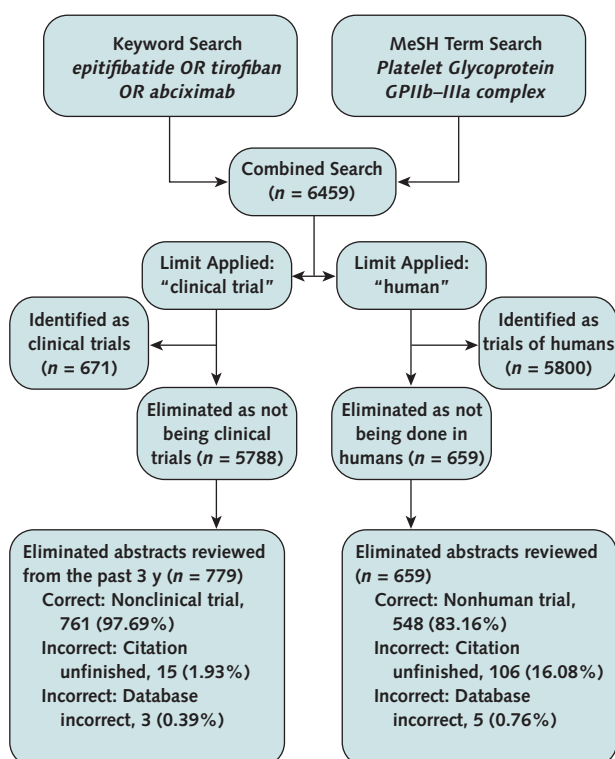 Keyword Search
epitifibatide OR tirofiban
OR abciximab
MeSH Term Search
Platelet Glycoprotein
GPIIb–IIIa complex
Combined Search
(n = 6459)
Limit Applied:
“clinical trial”
Limit Applied:
“human”
Identified as
clinical trials
(n = 671)
Identified as
trials of humans
(n = 5800)
Eliminated as not
being clinical
trials (n = 5788)
Eliminated as not
being done in
humans (n = 659)
Eliminated abstracts reviewed
from the past 3 y (n = 779)
Correct: Nonclinical trial,
761 (97.69%)
Incorrect: Citation
unfinished, 15 (1.93%)
Incorrect: Database
incorrect, 3 (0.39%)
Eliminated abstracts reviewed
(n = 659)
Correct: Nonhuman trial,
548 (83.16%)
Incorrect: Citation
unfinished, 106 (16.08%)
Incorrect: Database
incorrect, 5 (0.76%)